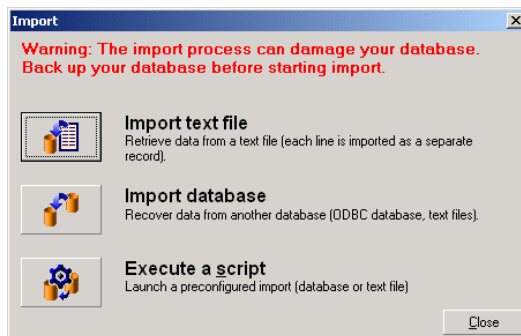 Import
Warning: The import process can damage your database.
Back up your database before starting import.
Import text file
Retrieve data from a text file (each line is imported as a separate
record).
Import database
Recover data from another database (ODBC database, text files).
Execute a script
Launch a preconfigured import (database or text file)
Close